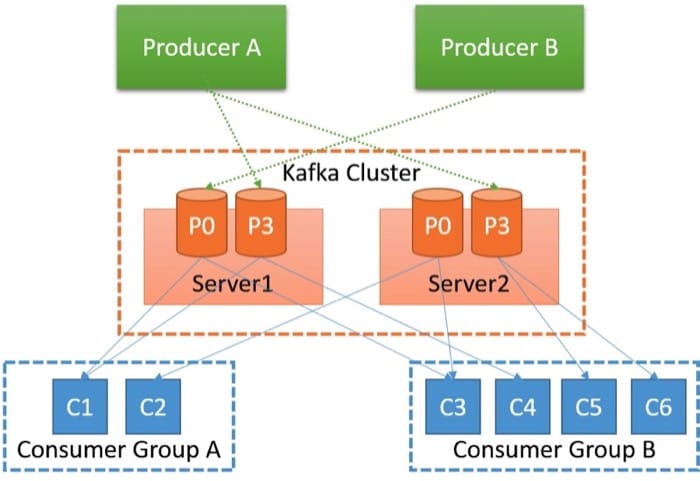 Producer A
Producer B
Kafka Cluster
P0
P3
P0
P3
Server1
Server2
C1
C2
C3
C4
C5
C6
Consumer Group A
Consumer Group B